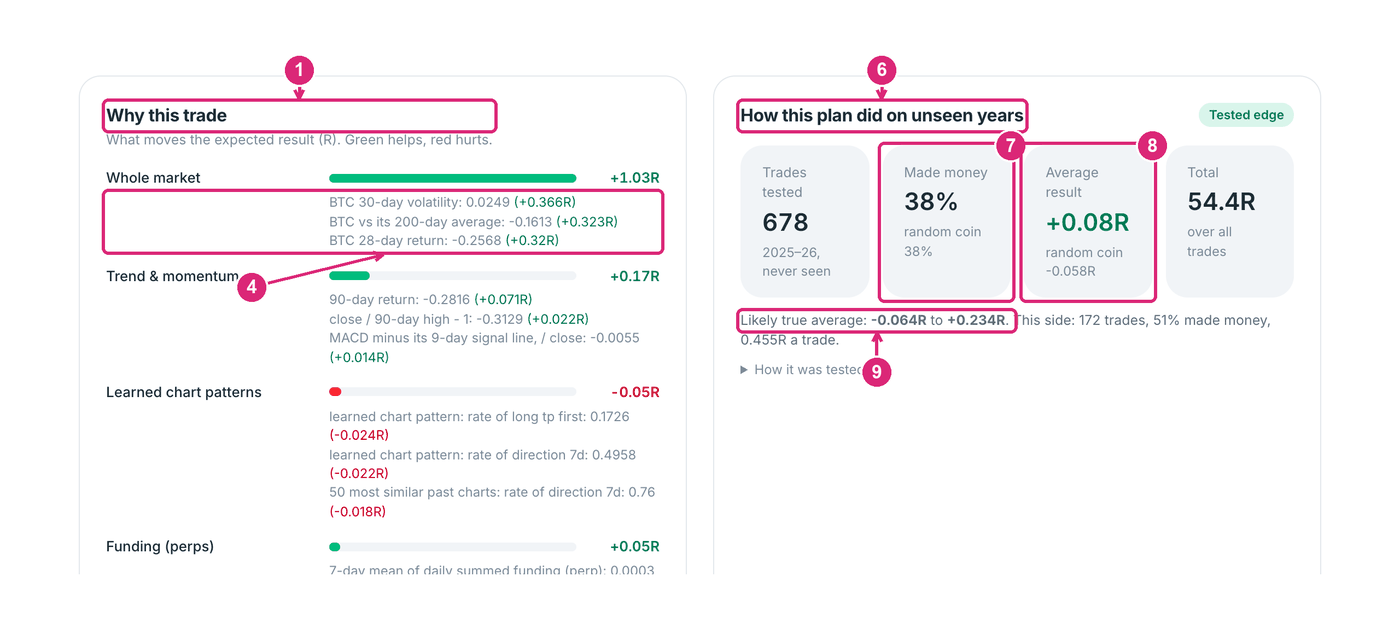 1
Why this trade
What moves the expected result (R). Green helps, red hurts.
Whole market
+1.03R
BTC 30-day volatility: 0.0249 (+0.366R)
BTC vs its 200-day average: -0.1613 (+0.323R)
BTC 28-day return: -0.2568 (+0.32R)
Trend & momentum
4
+0.17R
90-day return: -0.2816 (+0.071R)
close / 90-day high - 1: -0.3129 (+0.022R)
MACD minus its 9-day signal line, / close: -0.0055
(+0.014R)
Learned chart patterns
-0.05R
learned chart pattern: rate of long tp first: 0.1726
(-0.024R)
learned chart pattern: rate of direction 7d: 0.4958
(-0.022R)
50 most similar past charts: rate of direction 7d: 0.76
(-0.018R)
Funding (perps)
+0.05R
7-day mean of daily summed funding (perp): 0.0003
6
How this plan did on unseen years
Tested edge
7
8
Trades
tested
678
2025–26,
never seen
Made money
38%
random coin
38%
Average
result
+0.08R
random coin
-0.058R
Total
54.4R
over all
trades
Likely true average: -0.064R to +0.234R. This side: 172 trades, 51% made money,
0.455R a trade.
▶ How it was tested
9